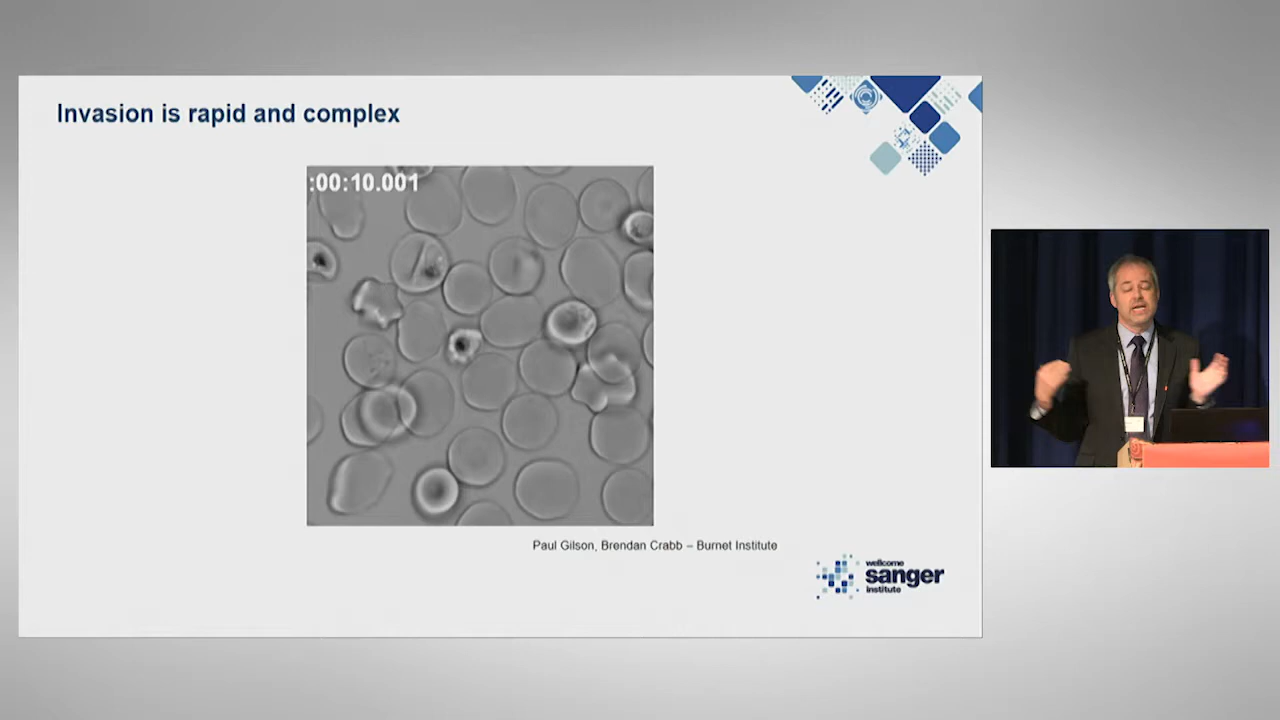 Invasion is rapid and complex
:00:10.001
Paul Gilson, Brendan Crabb – Burnet Institute
wellcome
sanger
institute